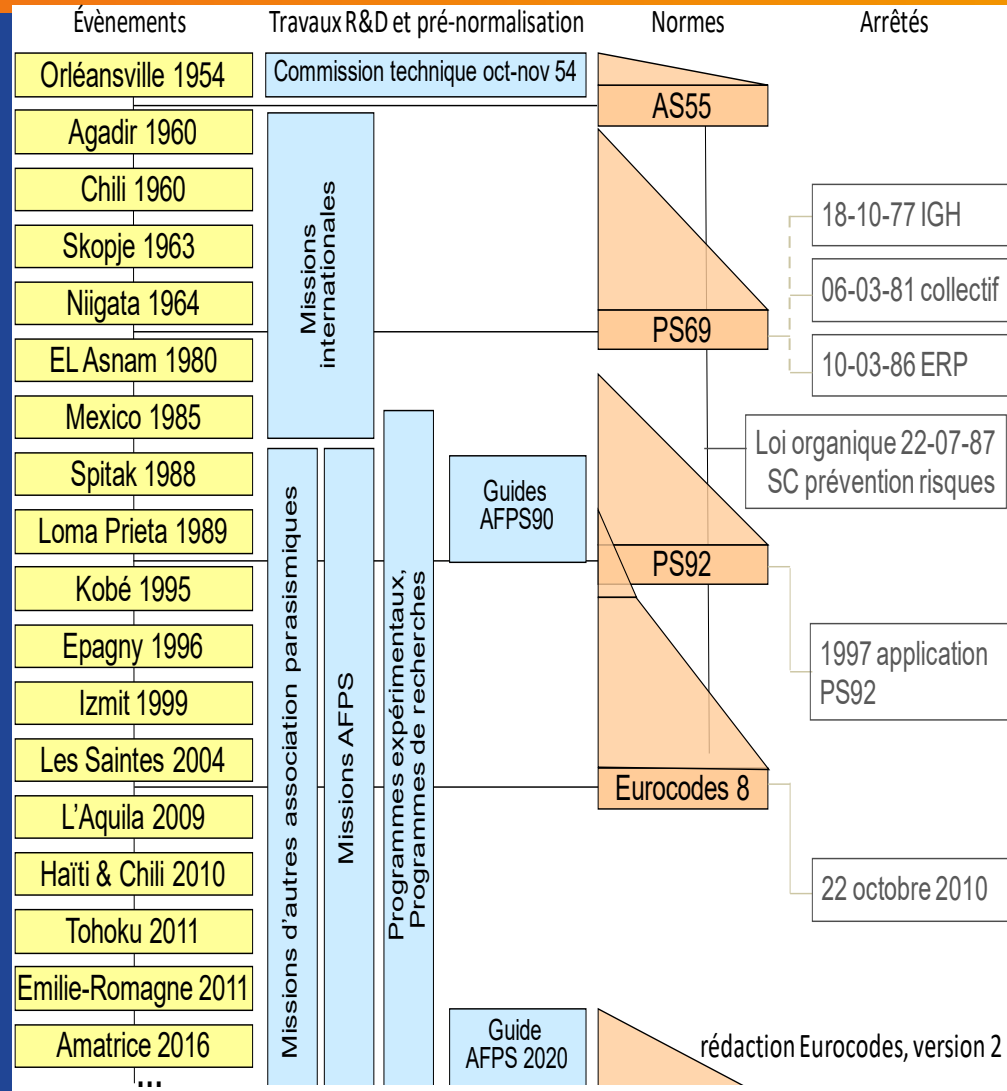 Évènements
Travaux R&D et pré-normalisation
Normes
Arrêtés
Orléansville 1954
Agadir 1960
Chili 1960
Skopje 1963
Niigata 1964
EL Asnam 1980
Mexico 1985
Spitak 1988
Loma Prieta 1989
Kobé 1995
Epagny 1996
Izmit 1999
Les Saintes 2004
L'Aquila 2009
Haïti & Chili 2010
Tohoku 2011
Emilie-Romagne 2011
Amatrice 2016
...
Commission technique oct-nov 54
Missions
internationales
Missions d'autres association parasismiques
Missions AFPS
Programmes expérimentaux,
Programmes de recherches
Guides
AFPS90
Guide
AFPS 2020
AS55
PS69
PS92
Eurocodes 8
18-10-77 IGH
06-03-81 collectif
10-03-86 ERP
Loi organique 22-07-87
SC prévention risques
1997 application
PS92
22 octobre 2010
rédaction Eurocodes, version 2